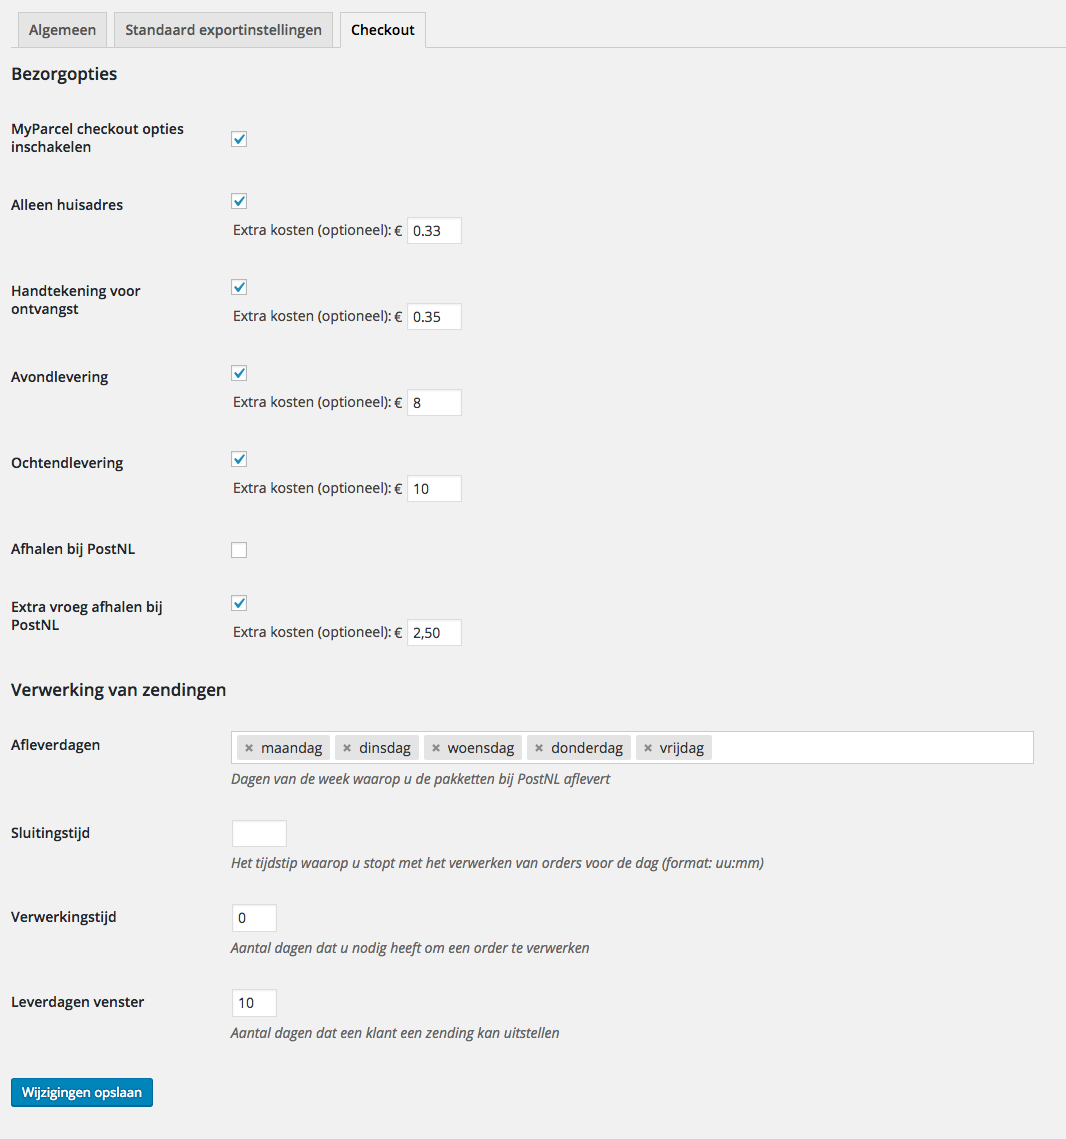 Algemeen Standaard exportinstellingen Checkout
Bezorgopties
MyParcel checkout opties
inschakelen
Alleen huisadres
Extra kosten (optioneel): € 0.33
Handtekening voor
ontvangst
Extra kosten (optioneel): € 0.35
Avondlevering
Extra kosten (optioneel): € 8
Ochtendlevering
Extra kosten (optioneel): € 10
Afhalen bij PostNL
Extra vroeg afhalen bij
PostNL
Extra kosten (optioneel): € 2,50
Verwerking van zendingen
Afleverdagen
× maandag × dinsdag × woensdag × donderdag × vrijdag
Dagen van de week waarop u de pakketten bij PostNL aflevert
Sluitingstijd
Het tijdstip waarop u stopt met het verwerken van orders voor de dag (format: uu:mm)
Verwerkingstijd
0
Aantal dagen dat u nodig heeft om een order te verwerken
Leverdagen venster
10
Aantal dagen dat een klant een zending kan uitstellen
Wijzigingen opslaan